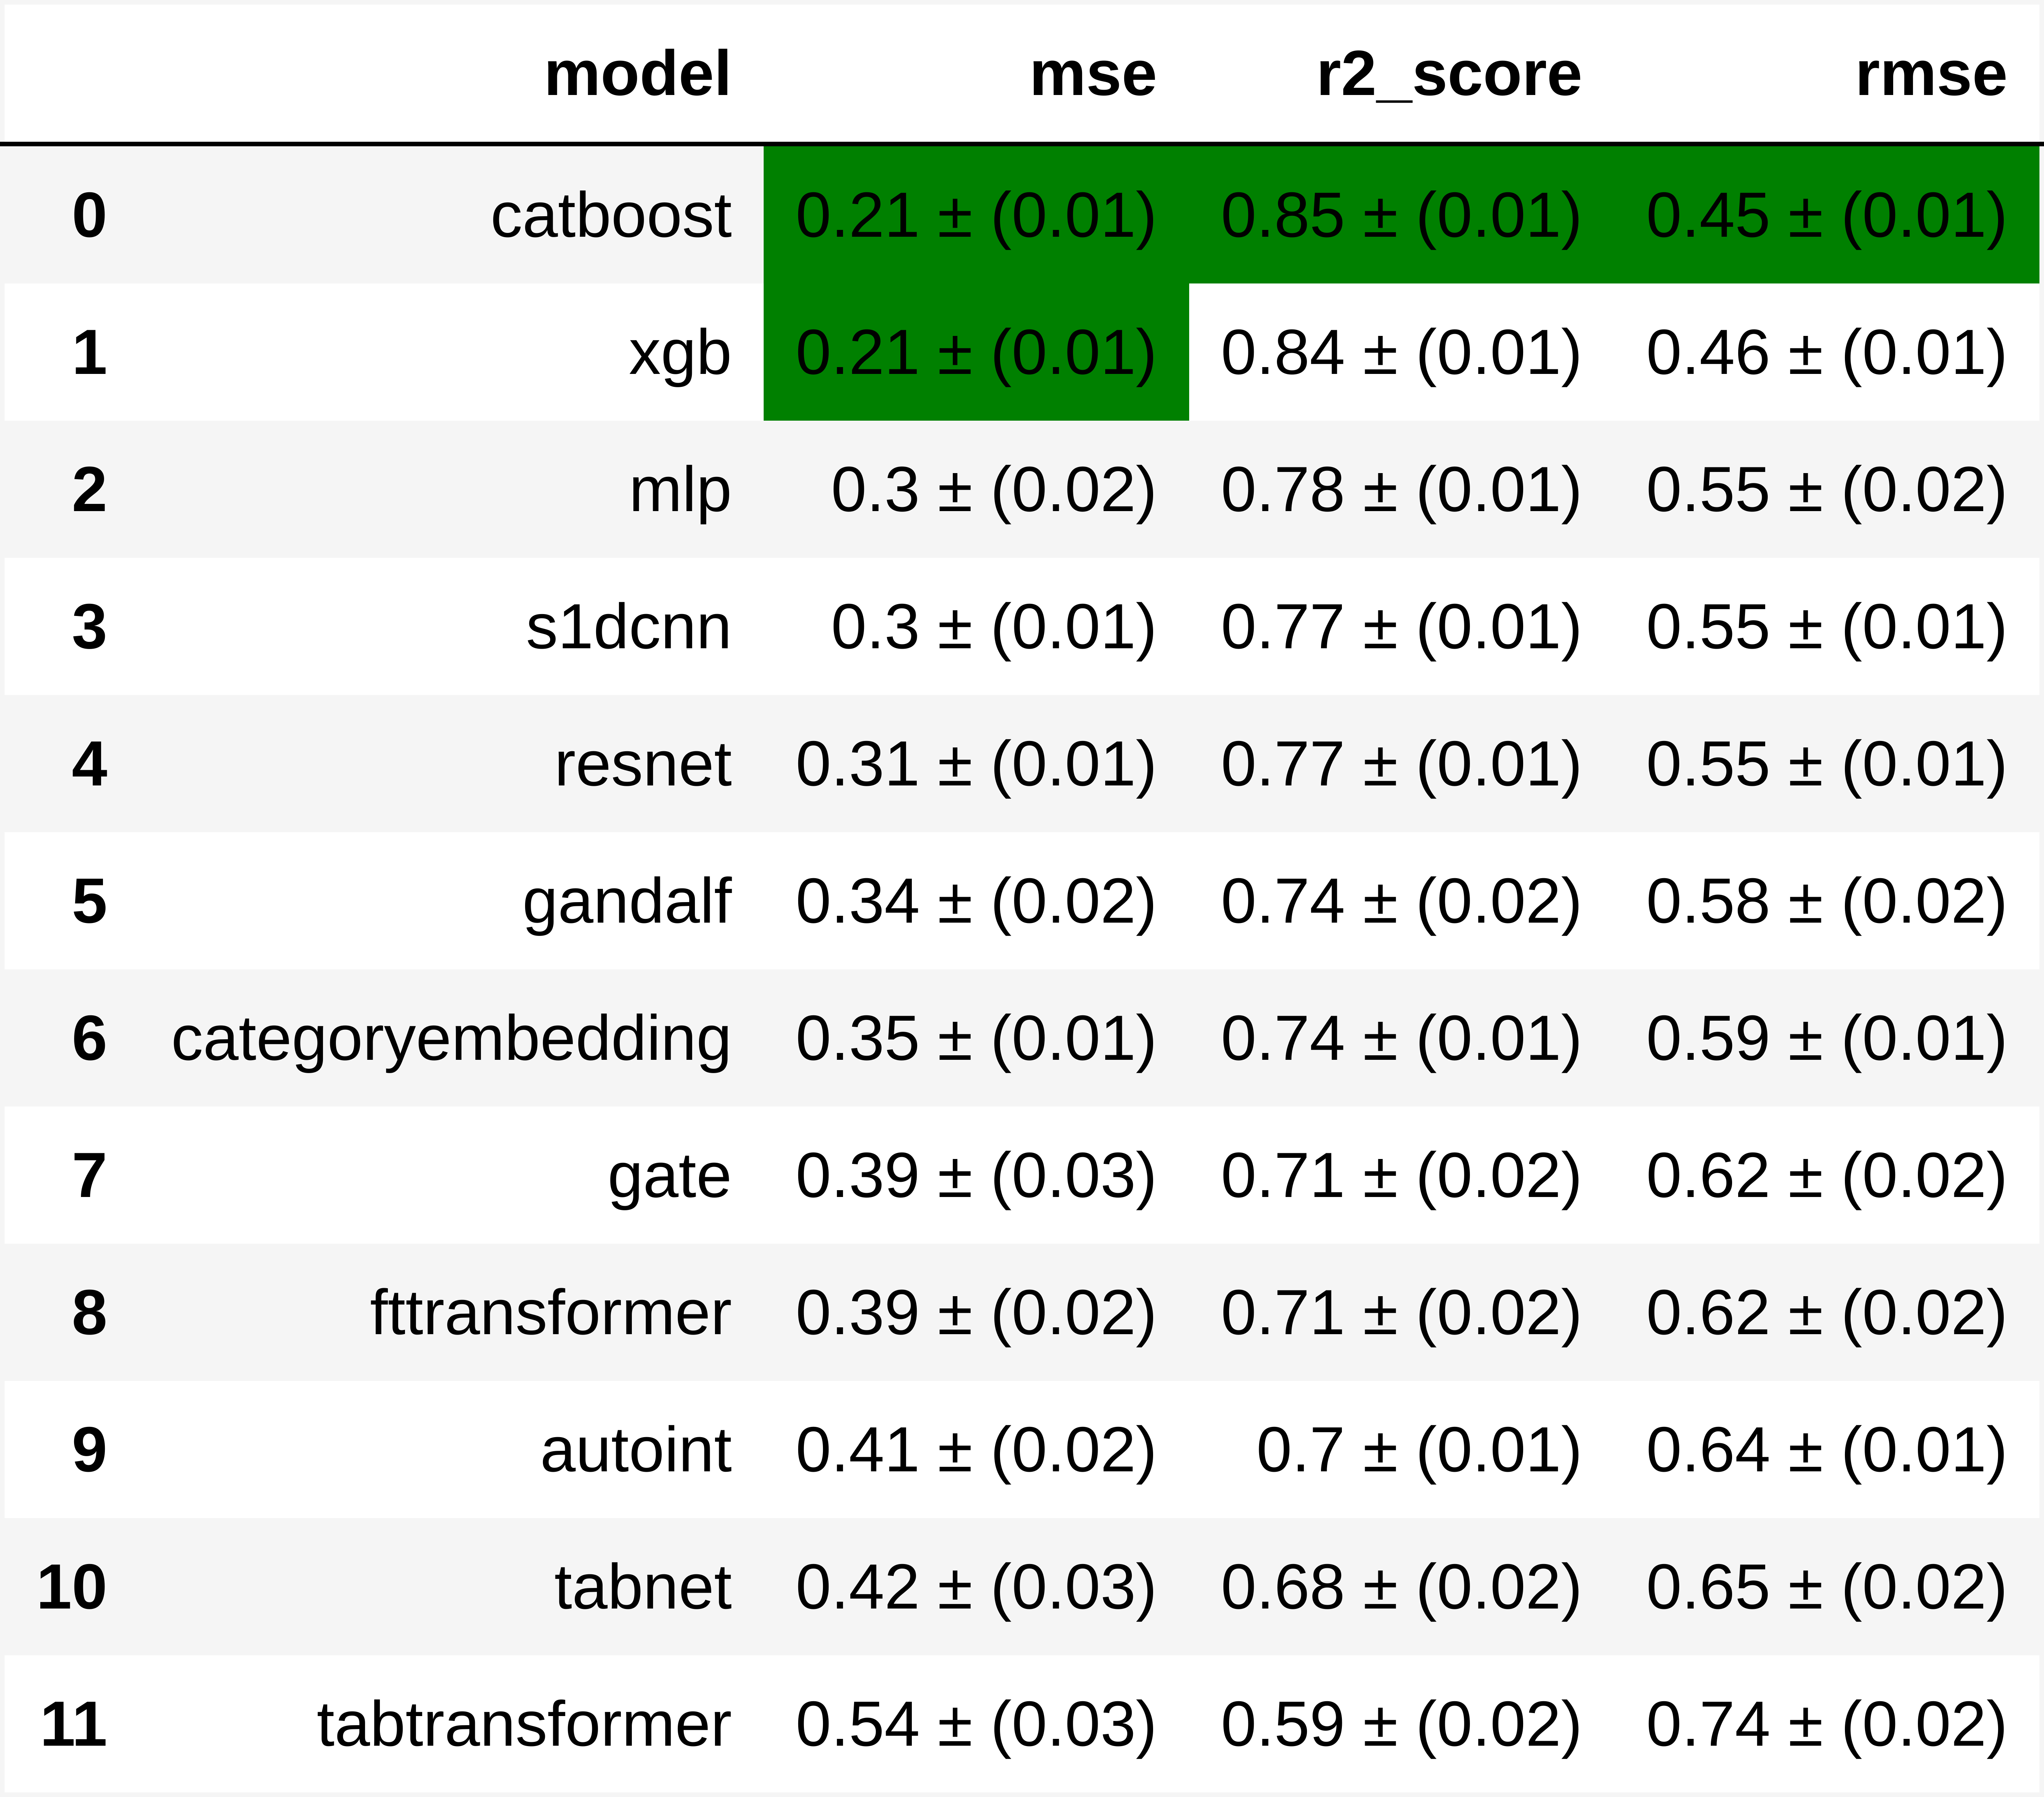 model mse r2_score rmse
0 catboost 0.21 ± (0.01) 0.85 ± (0.01) 0.45 ± (0.01)
1 xgb 0.21 ± (0.01) 0.84 ± (0.01) 0.46 ± (0.01)
2 mlp 0.3 ± (0.02) 0.78 ± (0.01) 0.55 ± (0.02)
3 s1dcnn 0.3 ± (0.01) 0.77 ± (0.01) 0.55 ± (0.01)
4 resnet 0.31 ± (0.01) 0.77 ± (0.01) 0.55 ± (0.01)
5 gandalf 0.34 ± (0.02) 0.74 ± (0.02) 0.58 ± (0.02)
6 categoryembedding 0.35 ± (0.01) 0.74 ± (0.01) 0.59 ± (0.01)
7 gate 0.39 ± (0.03) 0.71 ± (0.02) 0.62 ± (0.02)
8 fttransformer 0.39 ± (0.02) 0.71 ± (0.02) 0.62 ± (0.02)
9 autoint 0.41 ± (0.02) 0.7 ± (0.01) 0.64 ± (0.01)
10 tabnet 0.42 ± (0.03) 0.68 ± (0.02) 0.65 ± (0.02)
11 tabtransformer 0.54 ± (0.03) 0.59 ± (0.02) 0.74 ± (0.02)